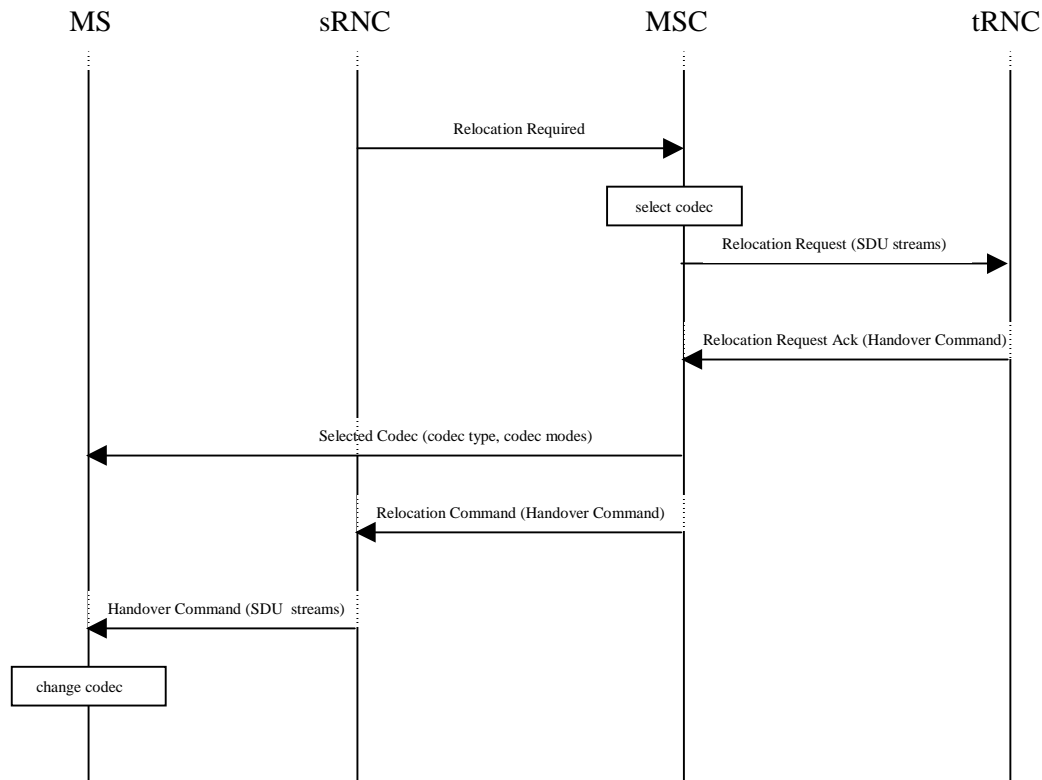 MS
sRNC
MSC
tRNC
Relocation Required
select codec
Relocation Request (SDU streams)
Relocation Request Ack (Handover Command)
Selected Codec (codec type, codec modes)
Relocation Command (Handover Command)
Handover Command (SDU streams)
change codec